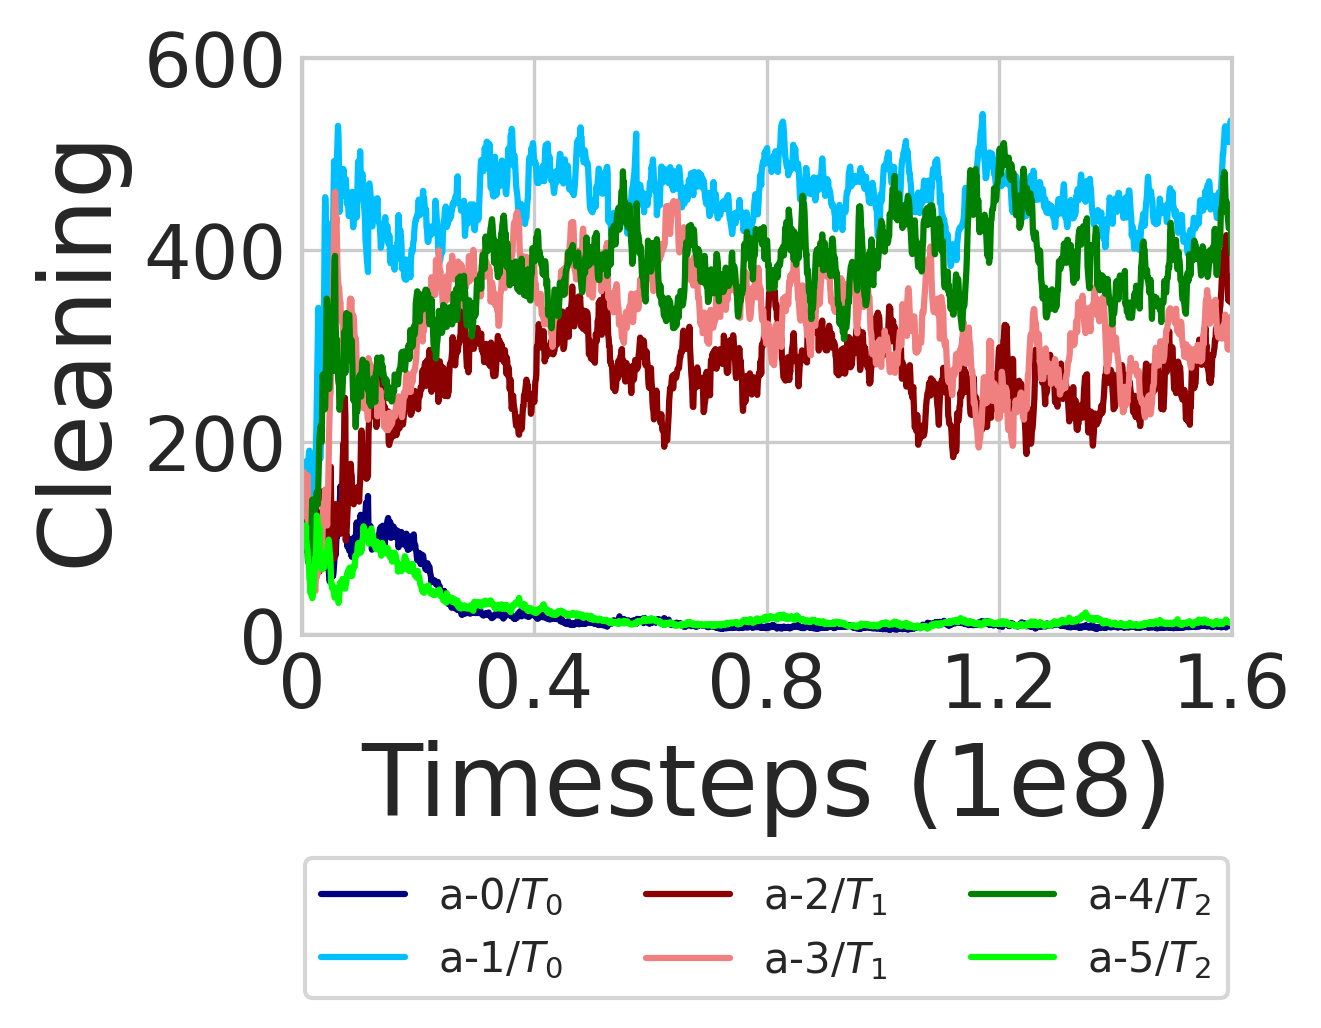 Cleaning
600
400
200
0
0 0.4 0.8 1.2 1.6
Timesteps (1e8)
a-0/T₀ a-2/T₁ a-4/T₂
a-1/T₀ a-3/T₁ a-5/T₂